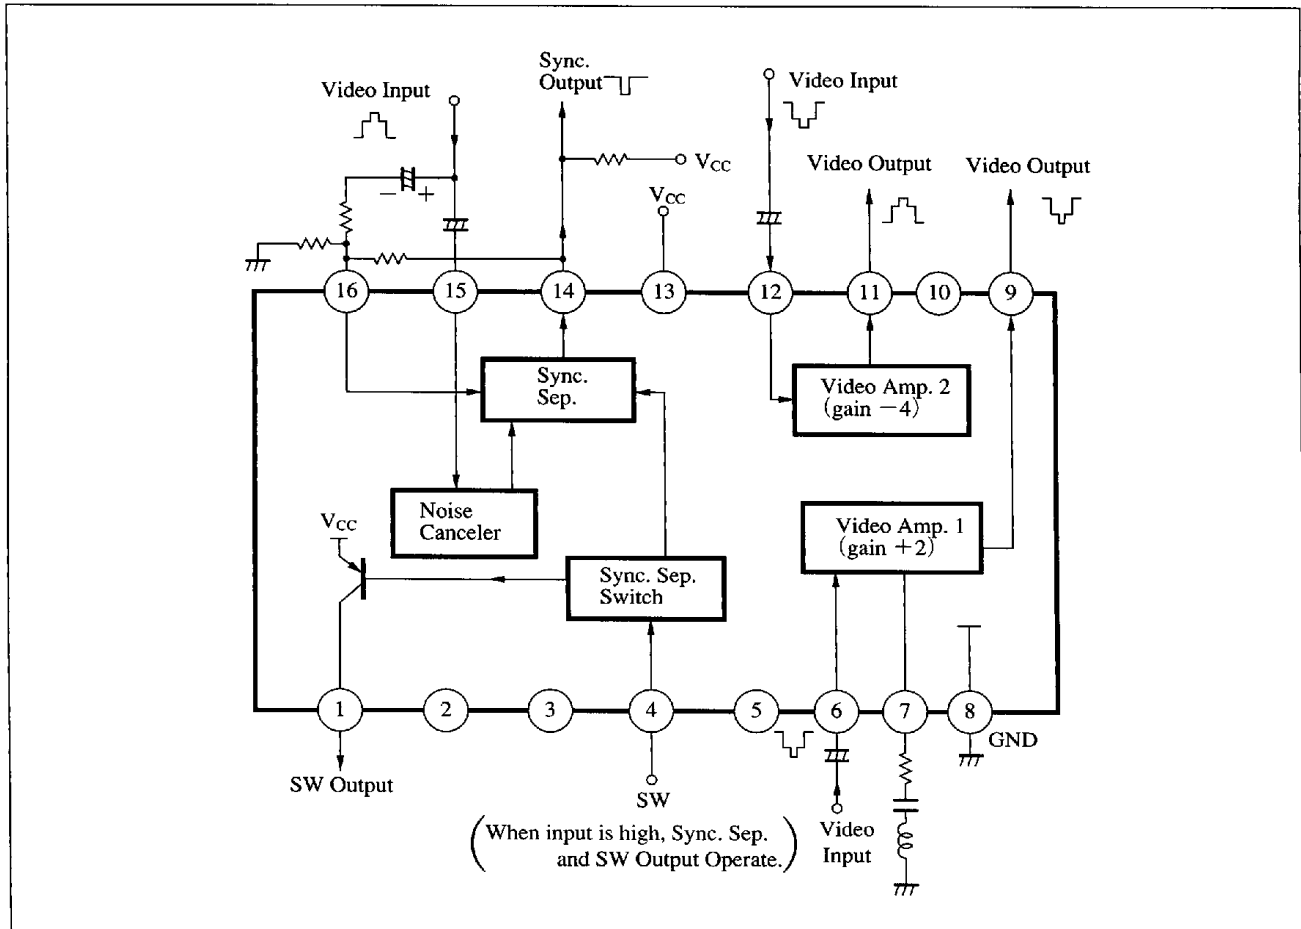 Sync.
Output
Video Input
Video Input
VCC
Video Output
Video Output
VCC
− +
16
15
14
13
12
11
10
9
Sync.
Sep.
Video Amp. 2
(gain −4)
Noise
Canceler
Video Amp. 1
(gain +2)
VCC
Sync. Sep.
Switch
1
2
3
4
5
6
7
8
GND
SW Output
SW
Video
Input
(When input is high, Sync. Sep.
and SW Output Operate.)